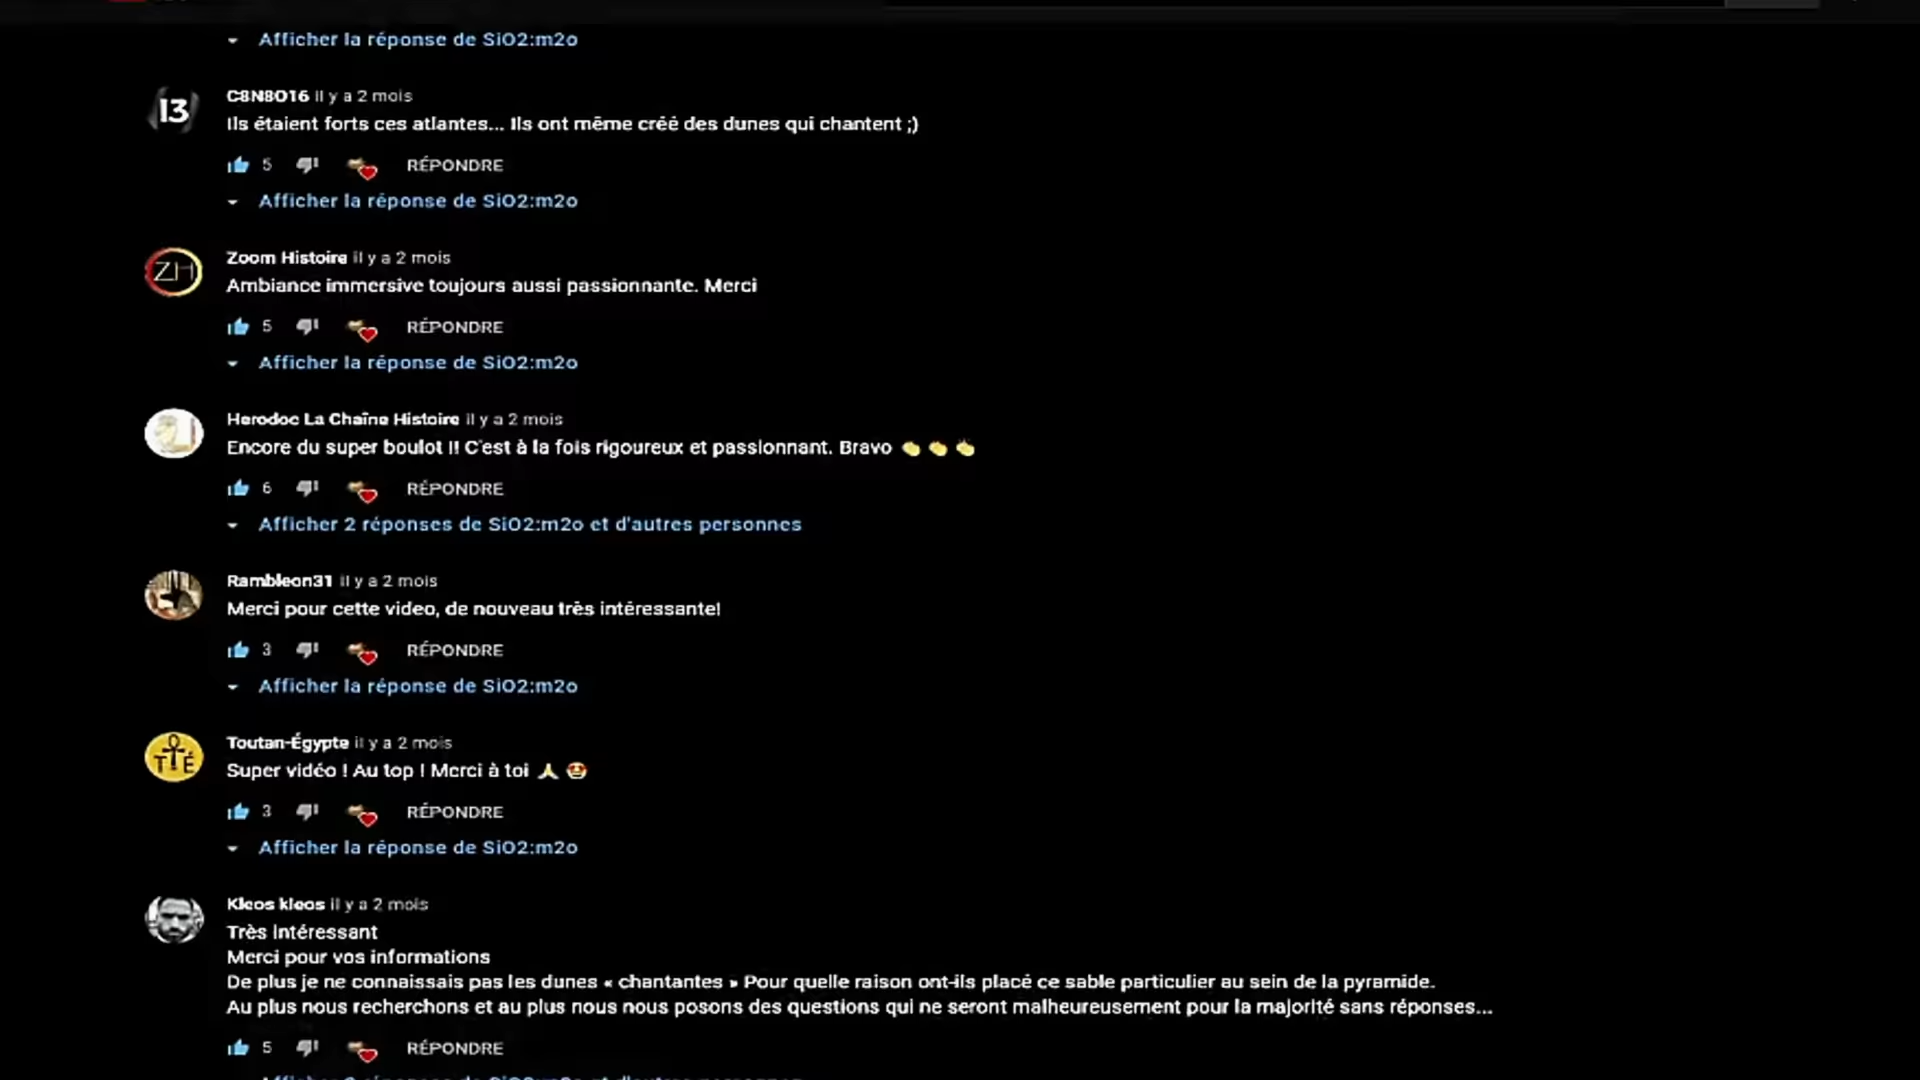 Afficher la réponse de SiO2:m2o
13
C8N8O16 il y a 2 mois
Ils étaient forts ces atlantes... Ils ont même créé des dunes qui chantent ;)
5 RÉPONDRE
Afficher la réponse de SiO2:m2o
ZH
Zoom Histoire il y a 2 mois
Ambiance immersive toujours aussi passionnante. Merci
5 RÉPONDRE
Afficher la réponse de SiO2:m2o
Herodoc La Chaîne Histoire il y a 2 mois
Encore du super boulot !! C'est à la fois rigoureux et passionnant. Bravo 👏 👏 👏
6 RÉPONDRE
Afficher 2 réponses de SiO2:m2o et d'autres personnes
Rambleon31 il y a 2 mois
Merci pour cette video, de nouveau très intéressante!
3 RÉPONDRE
Afficher la réponse de SiO2:m2o
TÉ
Toutan-Égypte il y a 2 mois
Super vidéo ! Au top ! Merci à toi 🙏 🤩
3 RÉPONDRE
Afficher la réponse de SiO2:m2o
Kleos kleos il y a 2 mois
Très intéressant
Merci pour vos informations
De plus je ne connaissais pas les dunes « chantantes » Pour quelle raison ont-ils placé ce sable particulier au sein de la pyramide.
Au plus nous recherchons et au plus nous nous posons des questions qui ne seront malheureusement pour la majorité sans réponses...
5 RÉPONDRE